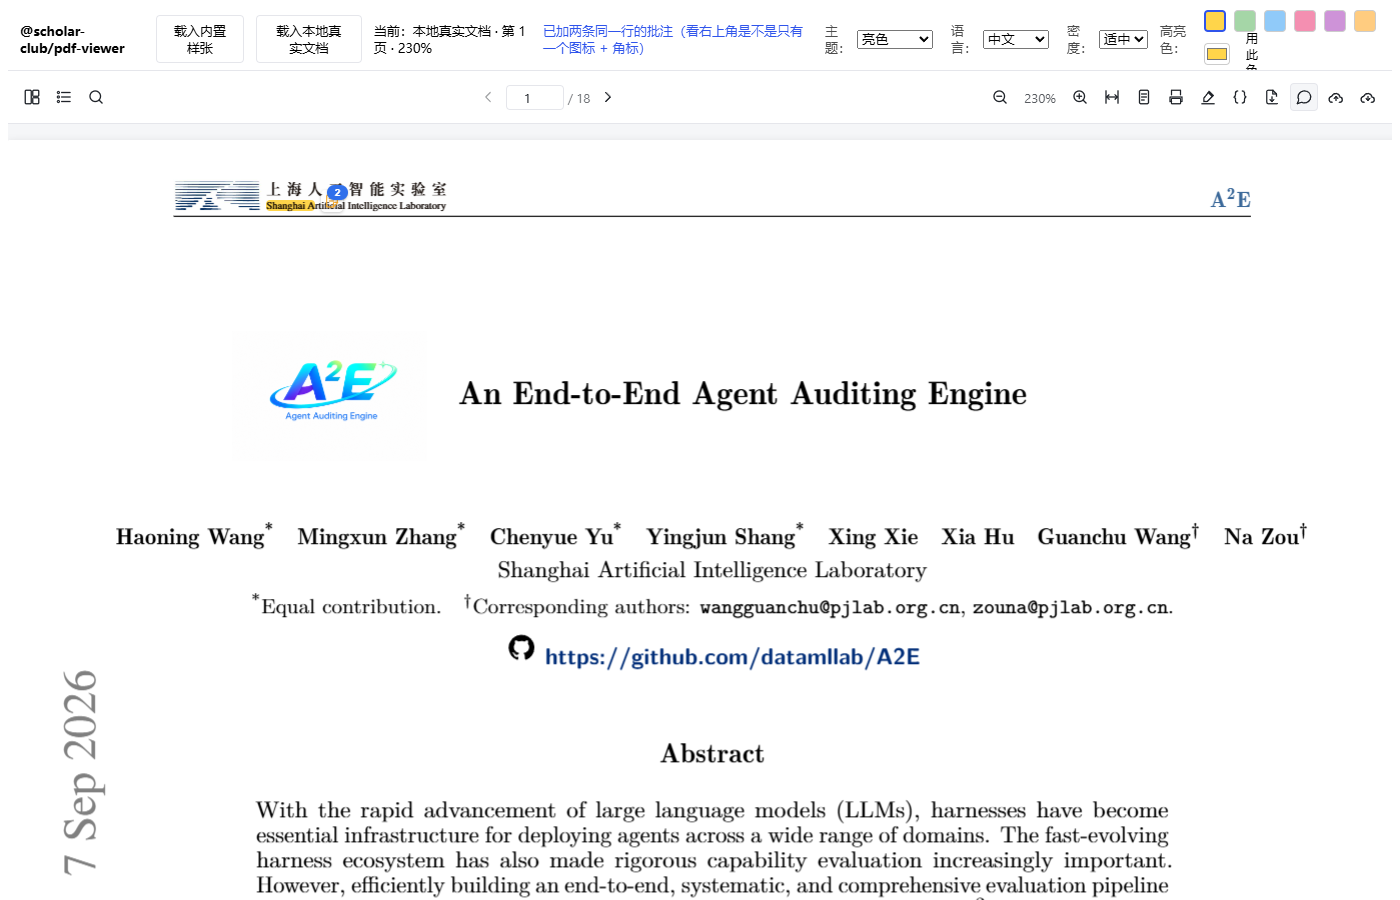 @scholar-club/pdf-viewer
载入内置样张
载入本地真实文档
当前：本地真实文档 · 第 1 页 · 230%
已加两条同一行的批注（看右上角是不是只有一个图标 + 角标）
主题：
亮色
语言：
中文
密度：
适中
高亮色：
用此
1 / 18
230%
上海人工智能实验室
2
Shanghai Artificial Intelligence Laboratory
A²E
A²E
Agent Auditing Engine
An End-to-End Agent Auditing Engine
Haoning Wang* Mingxun Zhang* Chenyue Yu* Yingjun Shang* Xing Xie Xia Hu Guanchu Wang† Na Zou†
Shanghai Artificial Intelligence Laboratory
*Equal contribution. †Corresponding authors: wangguanchu@pjlab.org.cn, zouna@pjlab.org.cn.
https://github.com/datamllab/A2E
7 Sep 2026
Abstract
With the rapid advancement of large language models (LLMs), harnesses have become
essential infrastructure for deploying agents across a wide range of domains. The fast-evolving
harness ecosystem has also made rigorous capability evaluation increasingly important.
However, efficiently building an end-to-end, systematic, and comprehensive evaluation pipeline